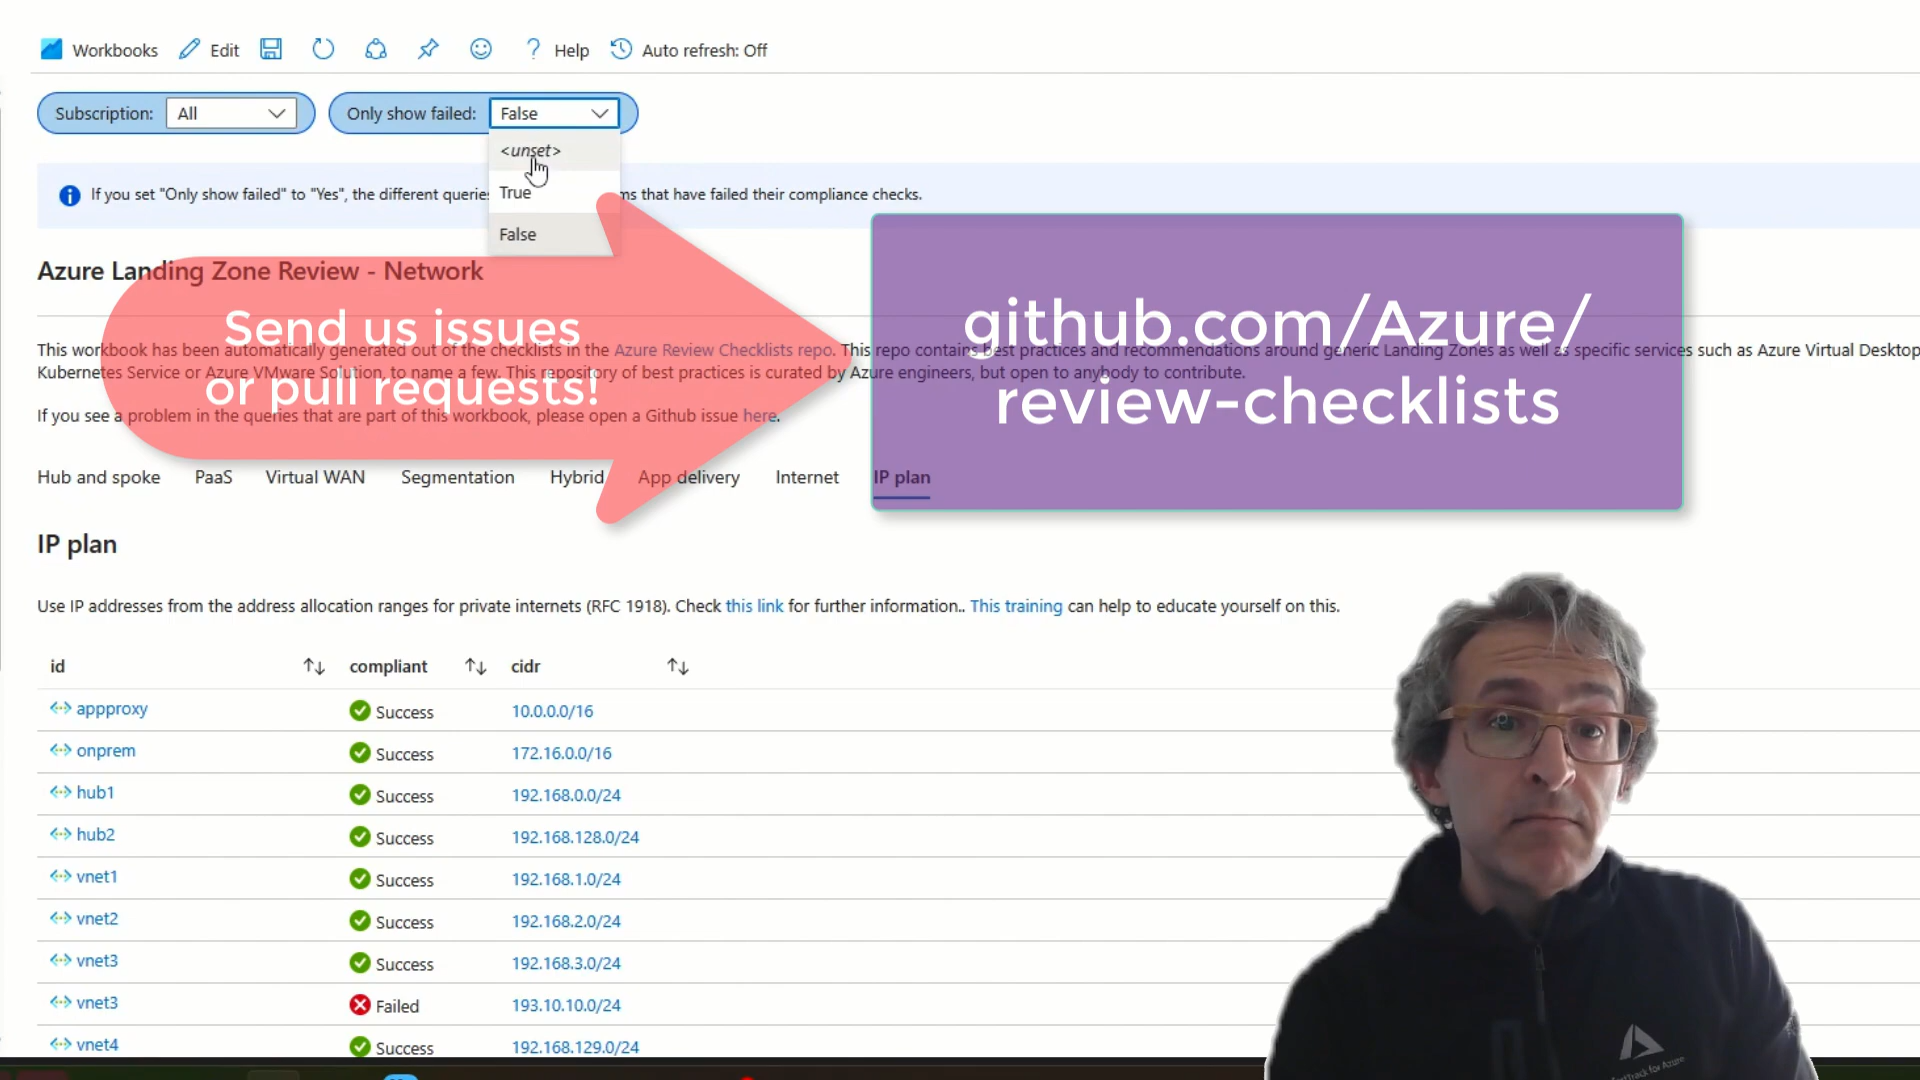 Workbooks Edit Help Auto refresh: Off
Subscription: All Only show failed: False
<unset>
True
False
If you set "Only show failed" to "Yes", the different queries ms that have failed their compliance checks.
Azure Landing Zone Review - Network
Send us issues
or pull requests!
github.com/Azure/
review-checklists
This workbook has been automatically generated out of the checklists in the Azure Review Checklists repo. This repo contains best practices and recommendations around generic Landing Zones as well as specific services such as Azure Virtual Desktop
Kubernetes Service or Azure VMware Solution, to name a few. This repository of best practices is curated by Azure engineers, but open to anybody to contribute.
If you see a problem in the queries that are part of this workbook, please open a Github issue here.
Hub and spoke PaaS Virtual WAN Segmentation Hybrid App delivery Internet IP plan
IP plan
Use IP addresses from the address allocation ranges for private internets (RFC 1918). Check this link for further information.. This training can help to educate yourself on this.
id compliant cidr
appproxy Success 10.0.0.0/16
onprem Success 172.16.0.0/16
hub1 Success 192.168.0.0/24
hub2 Success 192.168.128.0/24
vnet1 Success 192.168.1.0/24
vnet2 Success 192.168.2.0/24
vnet3 Success 192.168.3.0/24
vnet3 Failed 193.10.10.0/24
vnet4 Success 192.168.129.0/24
for Azure